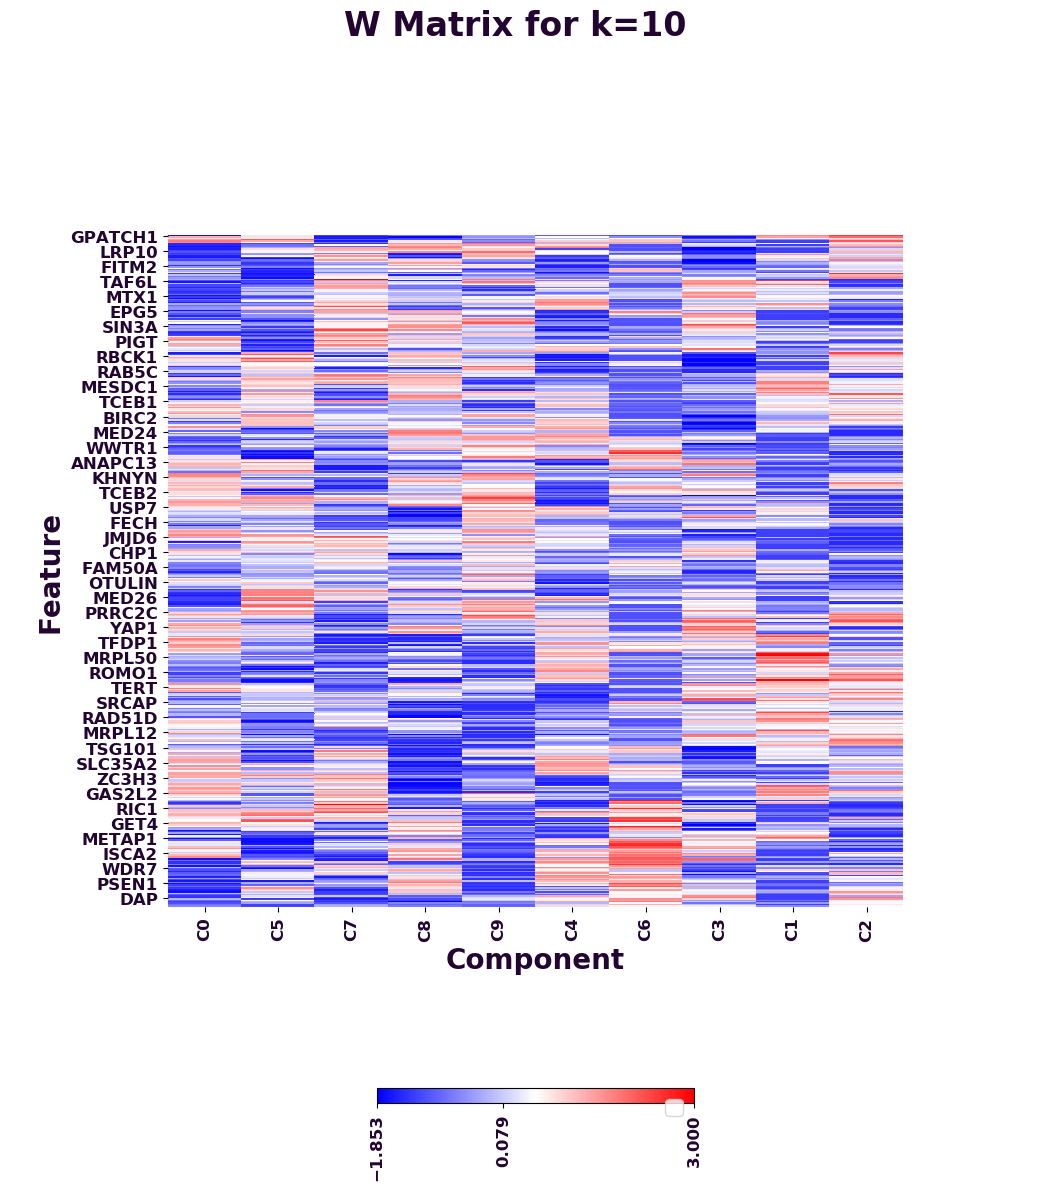 W Matrix for k=10
Feature
GPATCH1
LRP10
FITM2
TAF6L
MTX1
EPG5
SIN3A
PIGT
RBCK1
RAB5C
MESDC1
TCEB1
BIRC2
MED24
WWTR1
ANAPC13
KHNYN
TCEB2
USP7
FECH
JMJD6
CHP1
FAM50A
OTULIN
MED26
PRRC2C
YAP1
TFDP1
MRPL50
ROMO1
TERT
SRCAP
RAD51D
MRPL12
TSG101
SLC35A2
ZC3H3
GAS2L2
RIC1
GET4
METAP1
ISCA2
WDR7
PSEN1
DAP
C0 C5 C7 C8 C9 C4 C6 C3 C1 C2
Component
−1.853 0.079 3.000